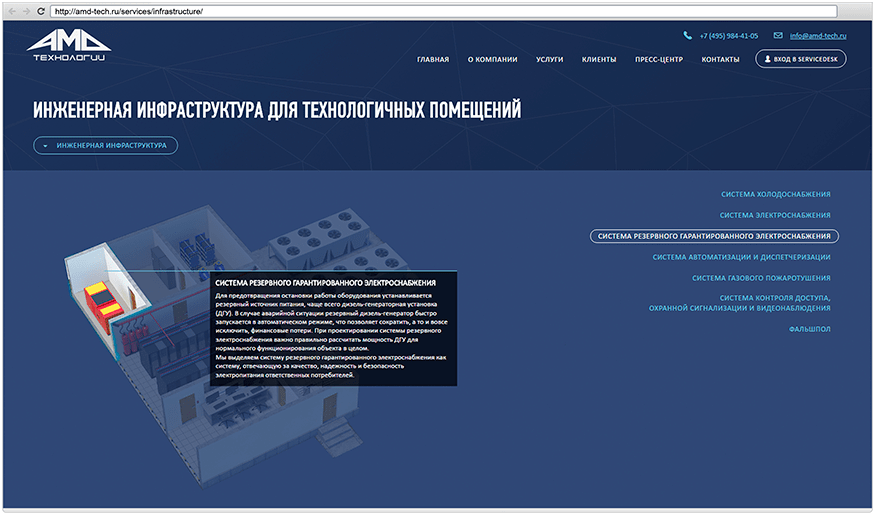 http://amd-tech.ru/services/infrastructure/
АМД
ТЕХНОЛОГИИ
+7 (495) 984-41-05
info@amd-tech.ru
ГЛАВНАЯ
О КОМПАНИИ
УСЛУГИ
КЛИЕНТЫ
ПРЕСС-ЦЕНТР
КОНТАКТЫ
ВХОД В SERVICEDESK
ИНЖЕНЕРНАЯ ИНФРАСТРУКТУРА ДЛЯ ТЕХНОЛОГИЧНЫХ ПОМЕЩЕНИЙ
ИНЖЕНЕРНАЯ ИНФРАСТРУКТУРА
СИСТЕМА ХОЛОДОСНАБЖЕНИЯ
СИСТЕМА ЭЛЕКТРОСНАБЖЕНИЯ
СИСТЕМА РЕЗЕРВНОГО ГАРАНТИРОВАННОГО ЭЛЕКТРОСНАБЖЕНИЯ
СИСТЕМА АВТОМАТИЗАЦИИ И ДИСПЕТЧЕРИЗАЦИИ
СИСТЕМА ГАЗОВОГО ПОЖАРОТУШЕНИЯ
СИСТЕМА КОНТРОЛЯ ДОСТУПА,
ОХРАННОЙ СИГНАЛИЗАЦИИ И ВИДЕОНАБЛЮДЕНИЯ
ФАЛЬШПОЛ
СИСТЕМА РЕЗЕРВНОГО ГАРАНТИРОВАННОГО ЭЛЕКТРОСНАБЖЕНИЯ
Для предотвращения остановки работы оборудования устанавливается
резервный источник питания, чаще всего дизель-генераторная установка
(ДГУ). В случае аварийной ситуации резервный дизель-генератор быстро
запускается в автоматическом режиме, что позволяет сократить, а то и вовсе
исключить, финансовые потери. При проектировании системы резервного
электроснабжения важно правильно рассчитать мощность ДГУ для
нормального функционирования объекта в целом.
Мы выделяем систему резервного гарантированного электроснабжения как
систему, отвечающую за качество, надежность и безопасность
электропитания ответственных потребителей.